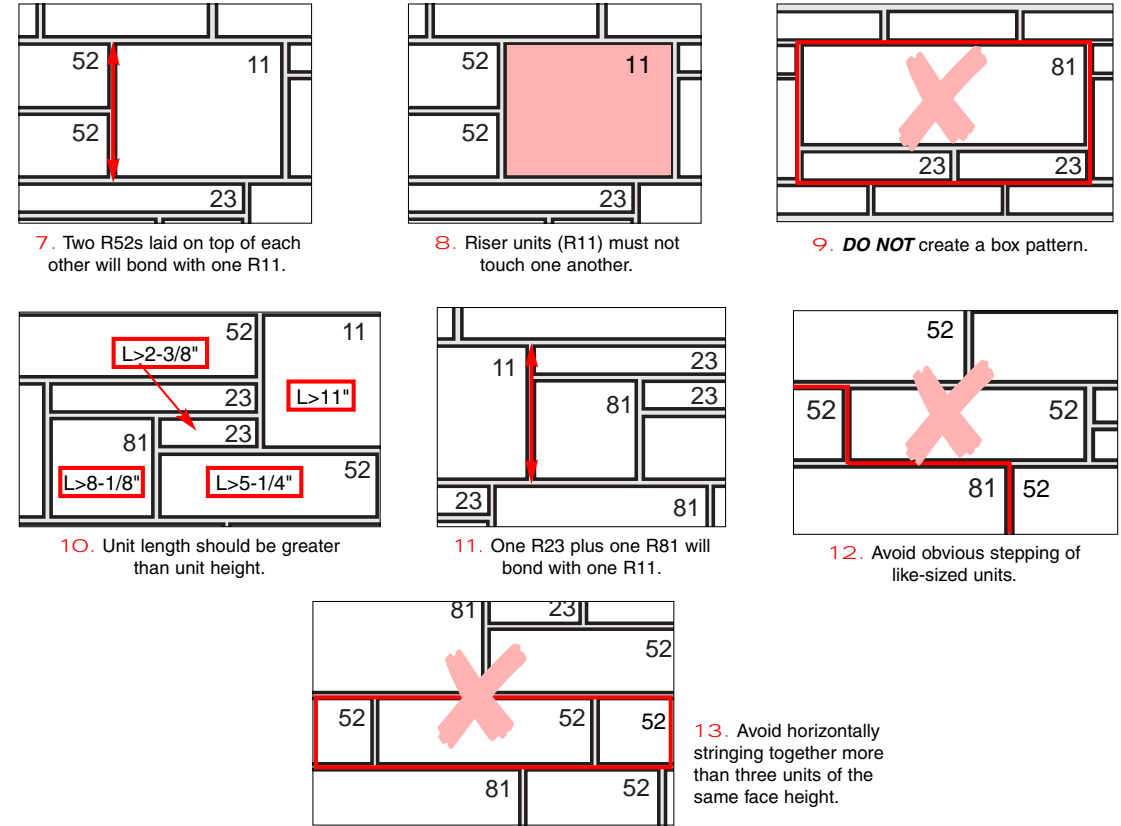 52
11
52
23
7. Two R52s laid on top of each
other will bond with one R11.
52
11
52
23
8. Riser units (R11) must not
touch one another.
81
23
23
9. DO NOT create a box pattern.
52
11
L>2-3/8"
23
L>11"
81
23
52
L>8-1/8"
L>5-1/4"
10. Unit length should be greater
than unit height.
11
23
81
23
23
81
11. One R23 plus one R81 will
bond with one R11.
52
52
52
81
52
12. Avoid obvious stepping of
like-sized units.
81
23
52
52
52
52
81
52
13. Avoid horizontally
stringing together more
than three units of the
same face height.